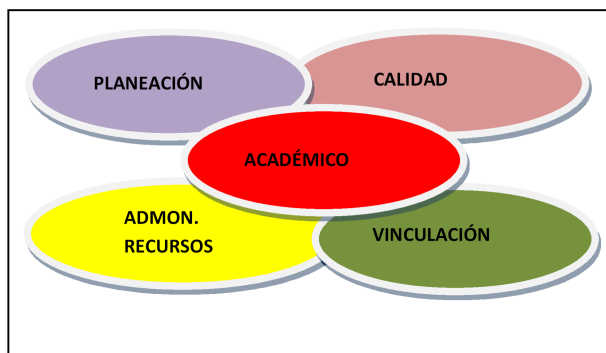 PLANEACIÓN
CALIDAD
ACADÉMICO
ADMON.
RECURSOS
VINCULACIÓN